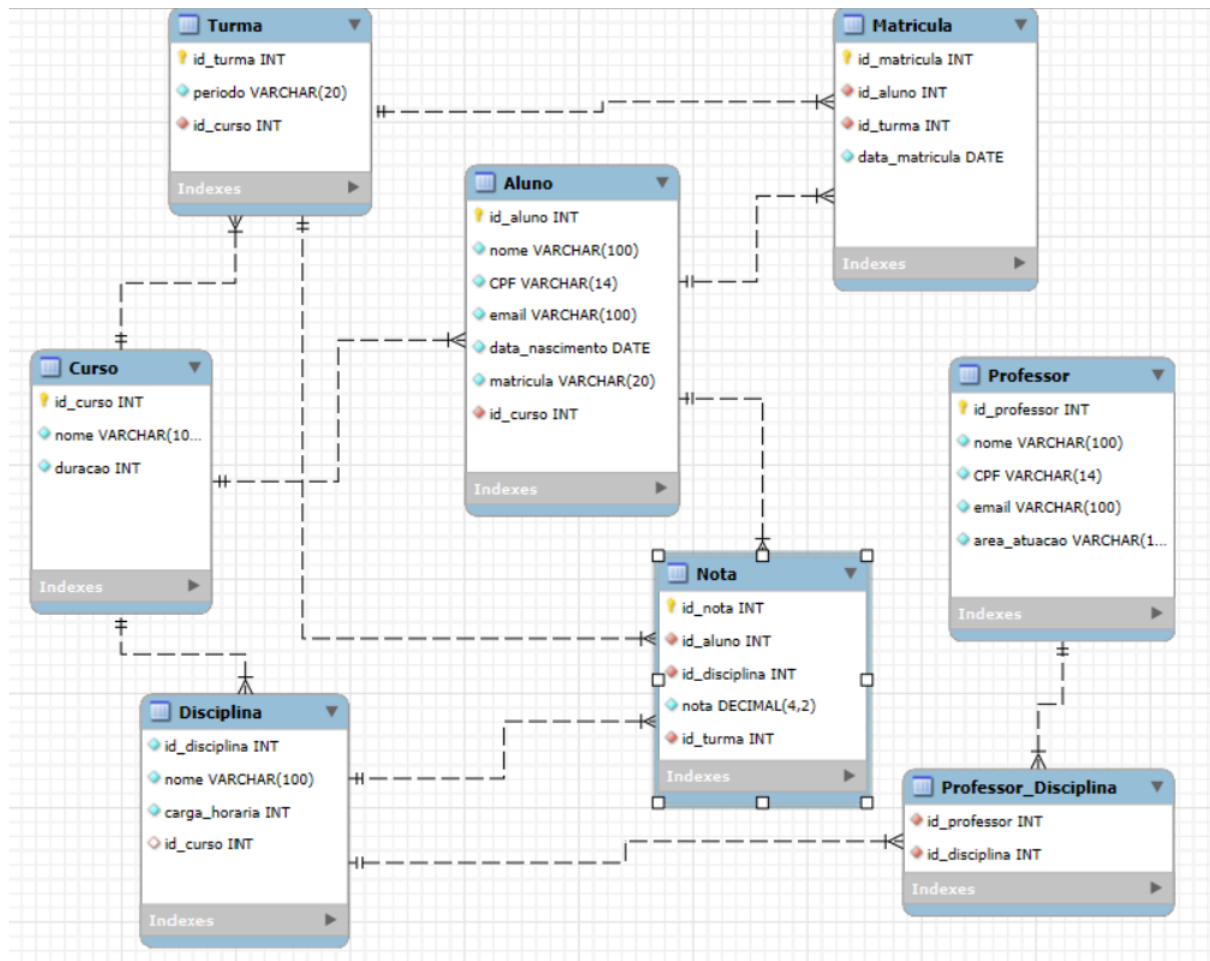 Turma
id_turma INT
periodo VARCHAR(20)
id_curso INT
Indexes
Matricula
id_matricula INT
id_aluno INT
id_turma INT
data_matricula DATE
Indexes
Aluno
id_aluno INT
nome VARCHAR(100)
CPF VARCHAR(14)
email VARCHAR(100)
data_nascimento DATE
matricula VARCHAR(20)
id_curso INT
Indexes
Curso
id_curso INT
nome VARCHAR(10...
duracao INT
Indexes
Professor
id_professor INT
nome VARCHAR(100)
CPF VARCHAR(14)
email VARCHAR(100)
area_atuacao VARCHAR(1...
Indexes
Nota
id_nota INT
id_aluno INT
id_disciplina INT
nota DECIMAL(4,2)
id_turma INT
Indexes
Disciplina
id_disciplina INT
nome VARCHAR(100)
carga_horaria INT
id_curso INT
Indexes
Professor_Disciplina
id_professor INT
id_disciplina INT
Indexes